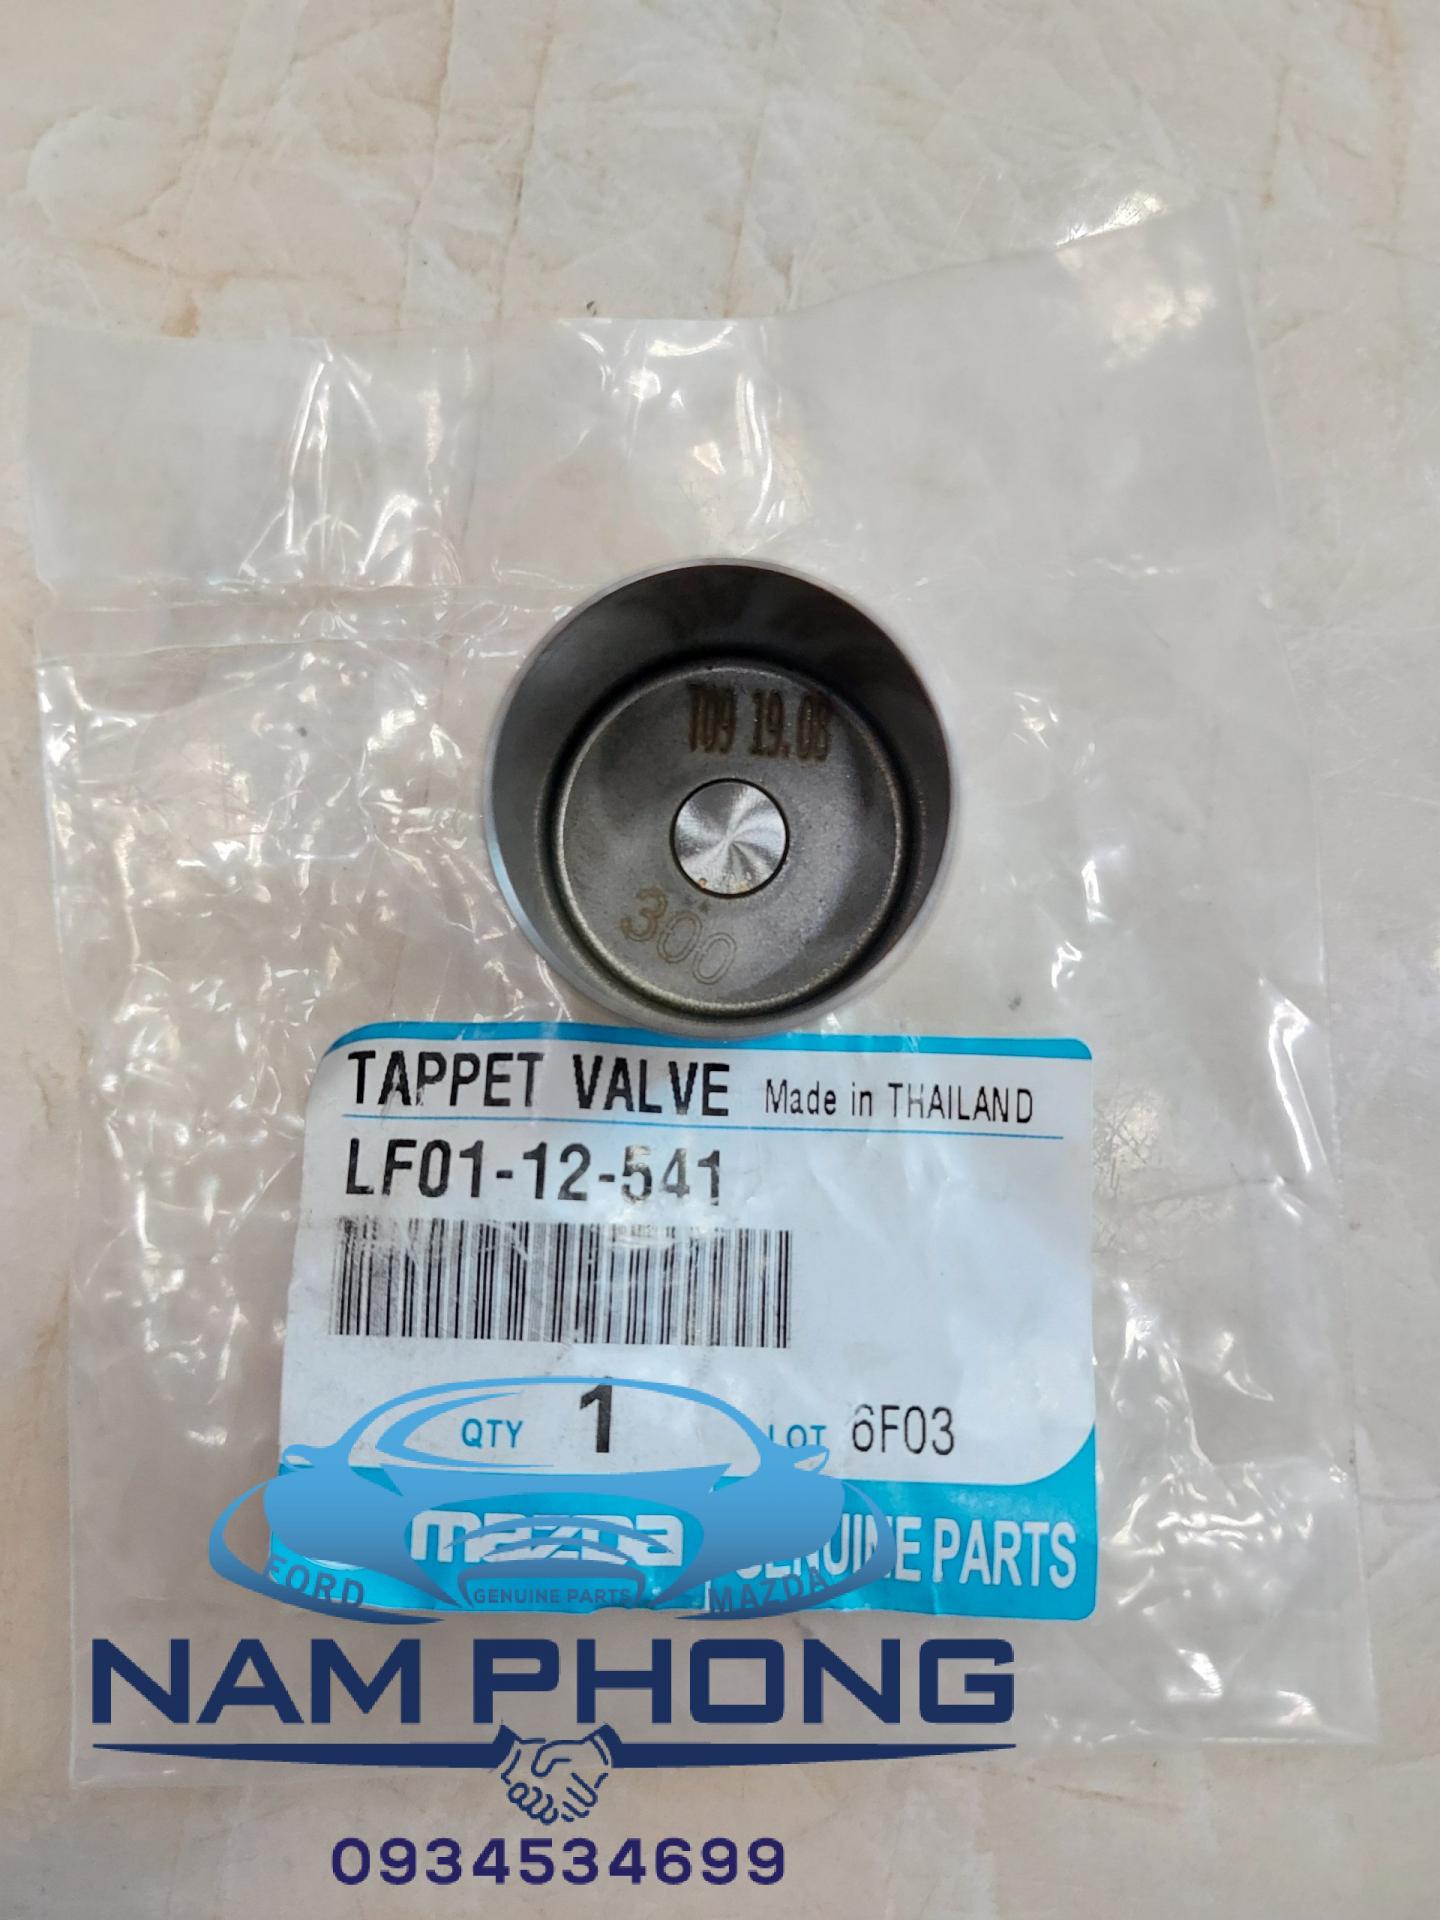 T09 19.08
300
TAPPET VALVE Made in THAILAND
LF01-12-541
QTY 1 LOT 6F03
mazda GENUINE PARTS
FORD GENUINE PARTS MAZDA
NAM PHONG
0934534699